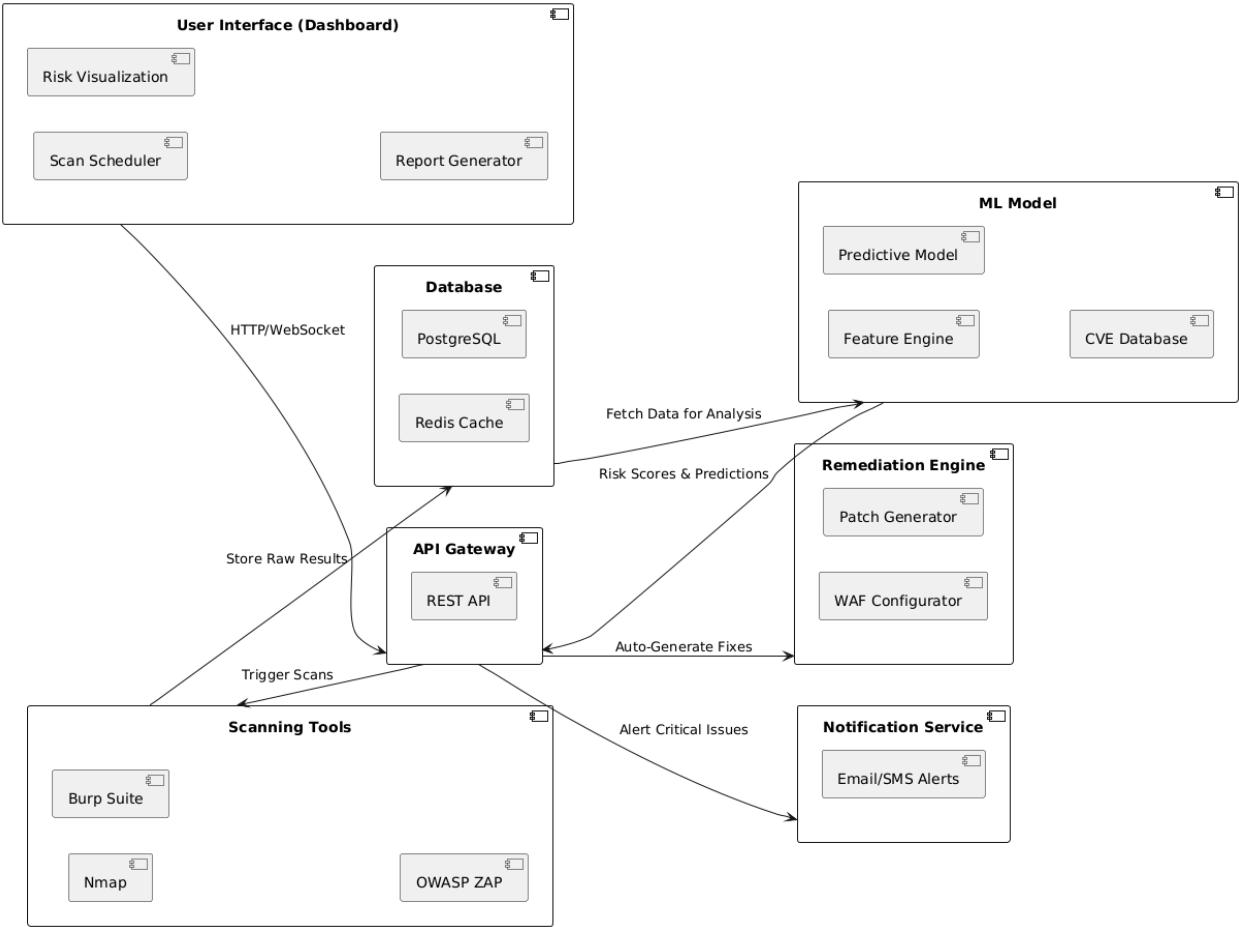 User Interface (Dashboard)
Risk Visualization
Scan Scheduler
Report Generator
ML Model
Predictive Model
Feature Engine
CVE Database
Database
PostgreSQL
Redis Cache
HTTP/WebSocket
Fetch Data for Analysis
Risk Scores & Predictions
Remediation Engine
Patch Generator
WAF Configurator
Store Raw Results
API Gateway
REST API
Auto-Generate Fixes
Trigger Scans
Scanning Tools
Burp Suite
Nmap
OWASP ZAP
Alert Critical Issues
Notification Service
Email/SMS Alerts